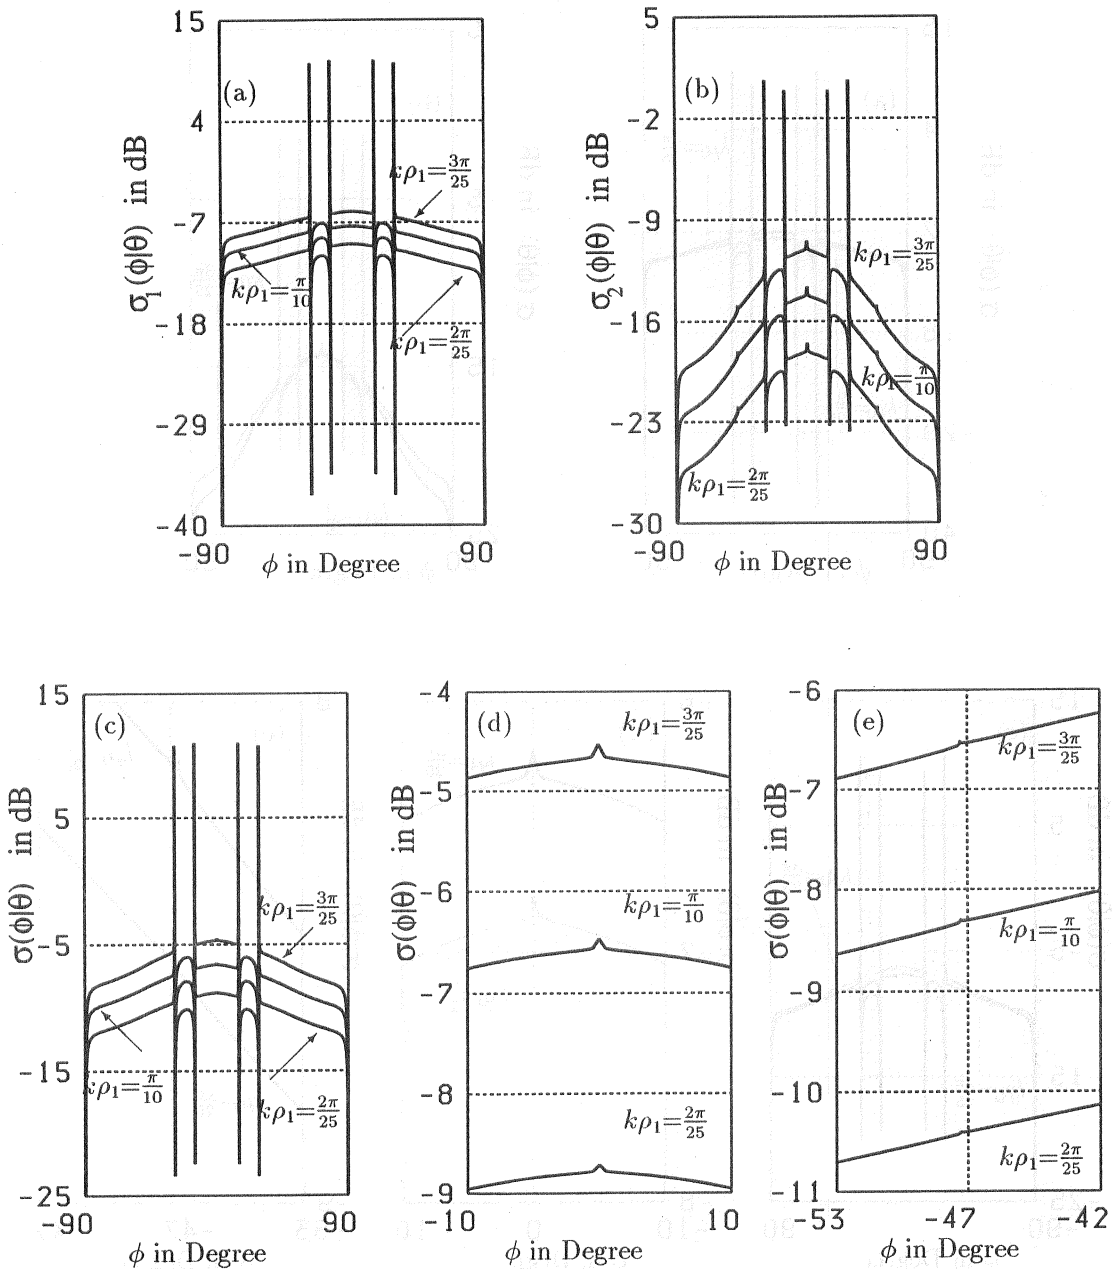 (a)
σ₁(ϕ|θ) in dB
15
4
-7
-18
-29
-40
kρ₁=3π/25
kρ₁=π/10
kρ₁=2π/25
-90
90
ϕ in Degree
(b)
σ₂(ϕ|θ) in dB
5
-2
-9
-16
-23
-30
kρ₁=3π/25
kρ₁=π/10
kρ₁=2π/25
-90
90
ϕ in Degree
(c)
σ(ϕ|θ) in dB
15
5
-5
-15
-25
kρ₁=3π/25
kρ₁=π/10
kρ₁=2π/25
-90
90
ϕ in Degree
(d)
σ(ϕ|θ) in dB
-4
-5
-6
-7
-8
-9
kρ₁=3π/25
kρ₁=π/10
kρ₁=2π/25
-10
10
ϕ in Degree
(e)
σ(ϕ|θ) in dB
-6
-7
-8
-9
-10
-11
kρ₁=3π/25
kρ₁=π/10
kρ₁=2π/25
-53
-47
-42
ϕ in Degree